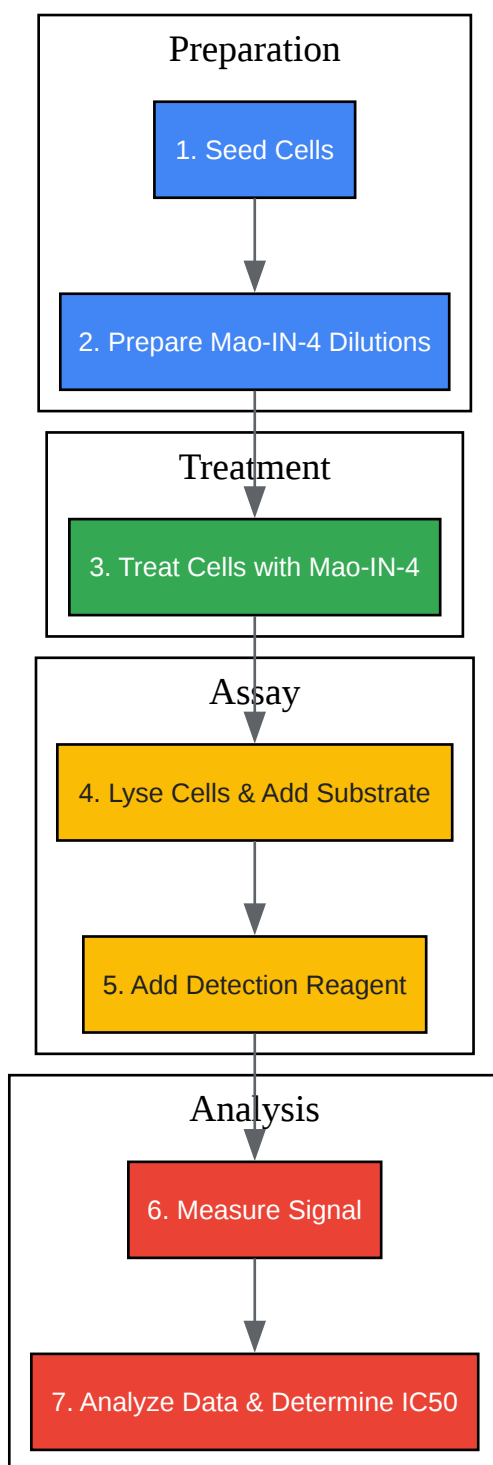 Preparation
1. Seed Cells
2. Prepare Mao-IN-4 Dilutions
Treatment
3. Treat Cells with Mao-IN-4
Assay
4. Lyse Cells & Add Substrate
5. Add Detection Reagent
Analysis
6. Measure Signal
7. Analyze Data & Determine IC50